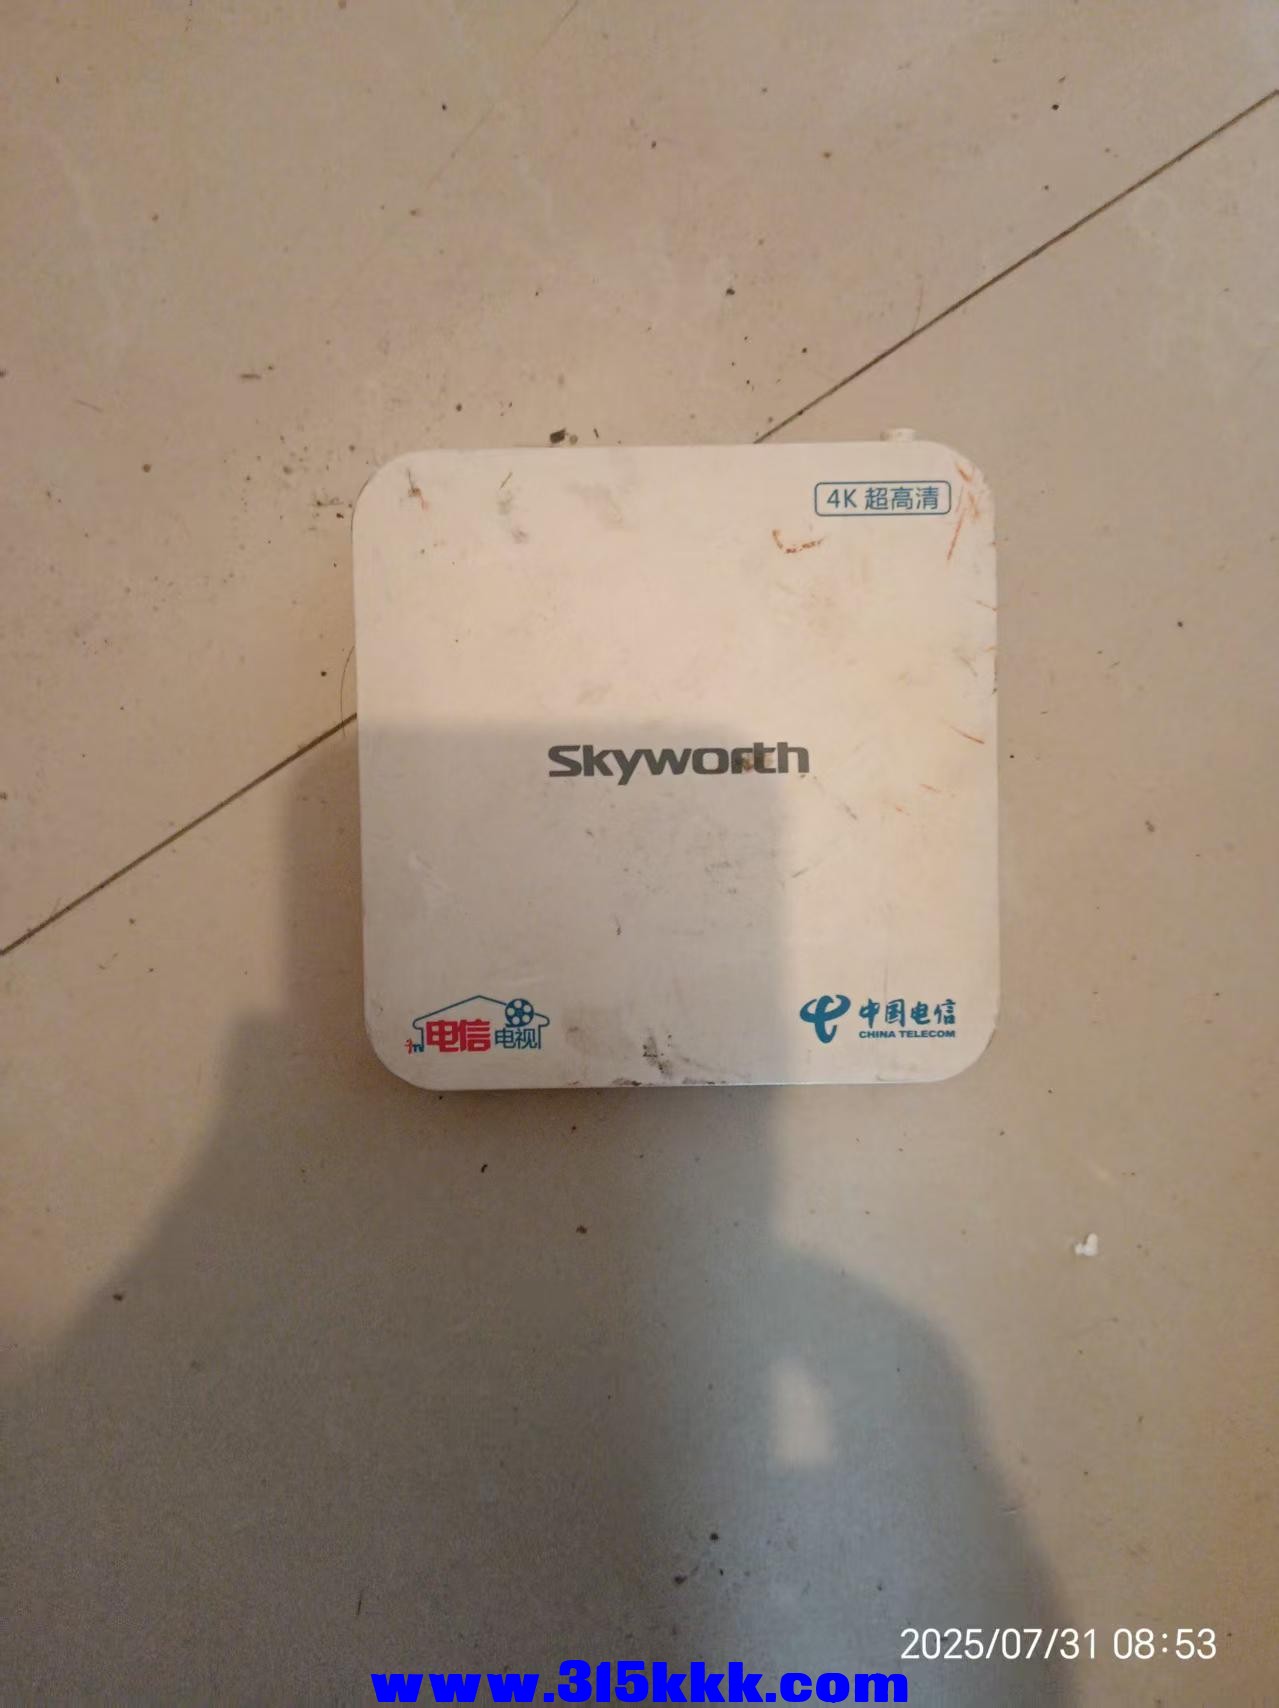 4K 超高清
Skyworth
in 电信电视
中国电信
CHINA TELECOM
2025/07/31 08:53
www.315kkk.com